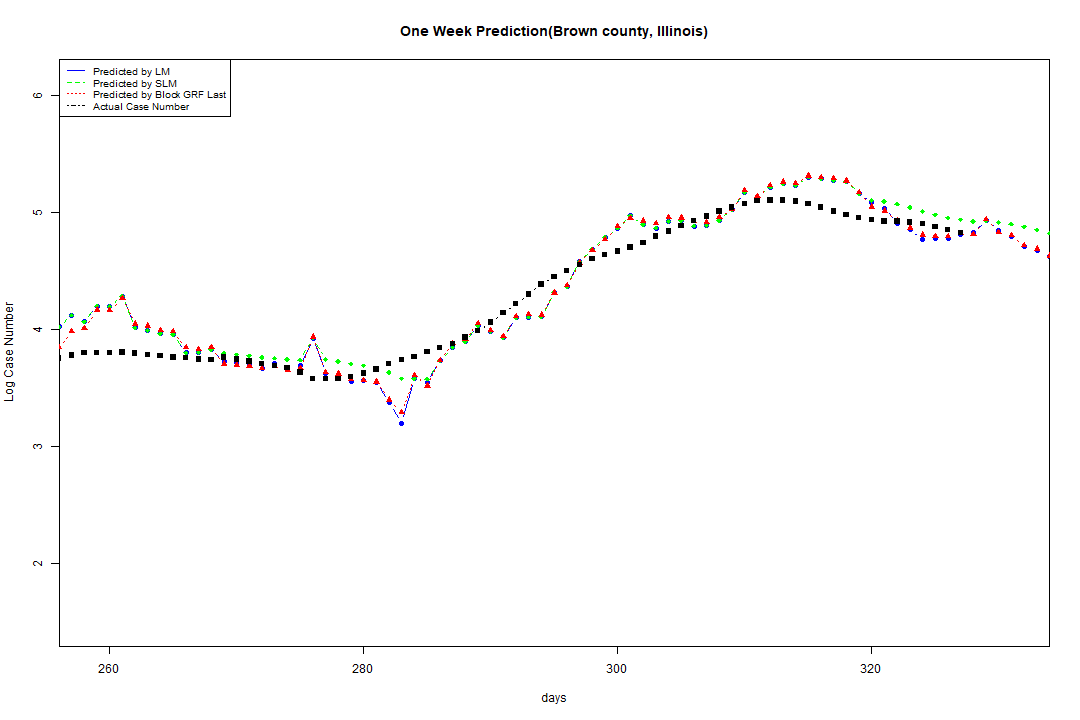 One Week Prediction(Brown county, Illinois)
Predicted by LM
Predicted by SLM
Predicted by Block GRF Last
Actual Case Number
6
5
4
3
2
Log Case Number
260
280
300
320
days